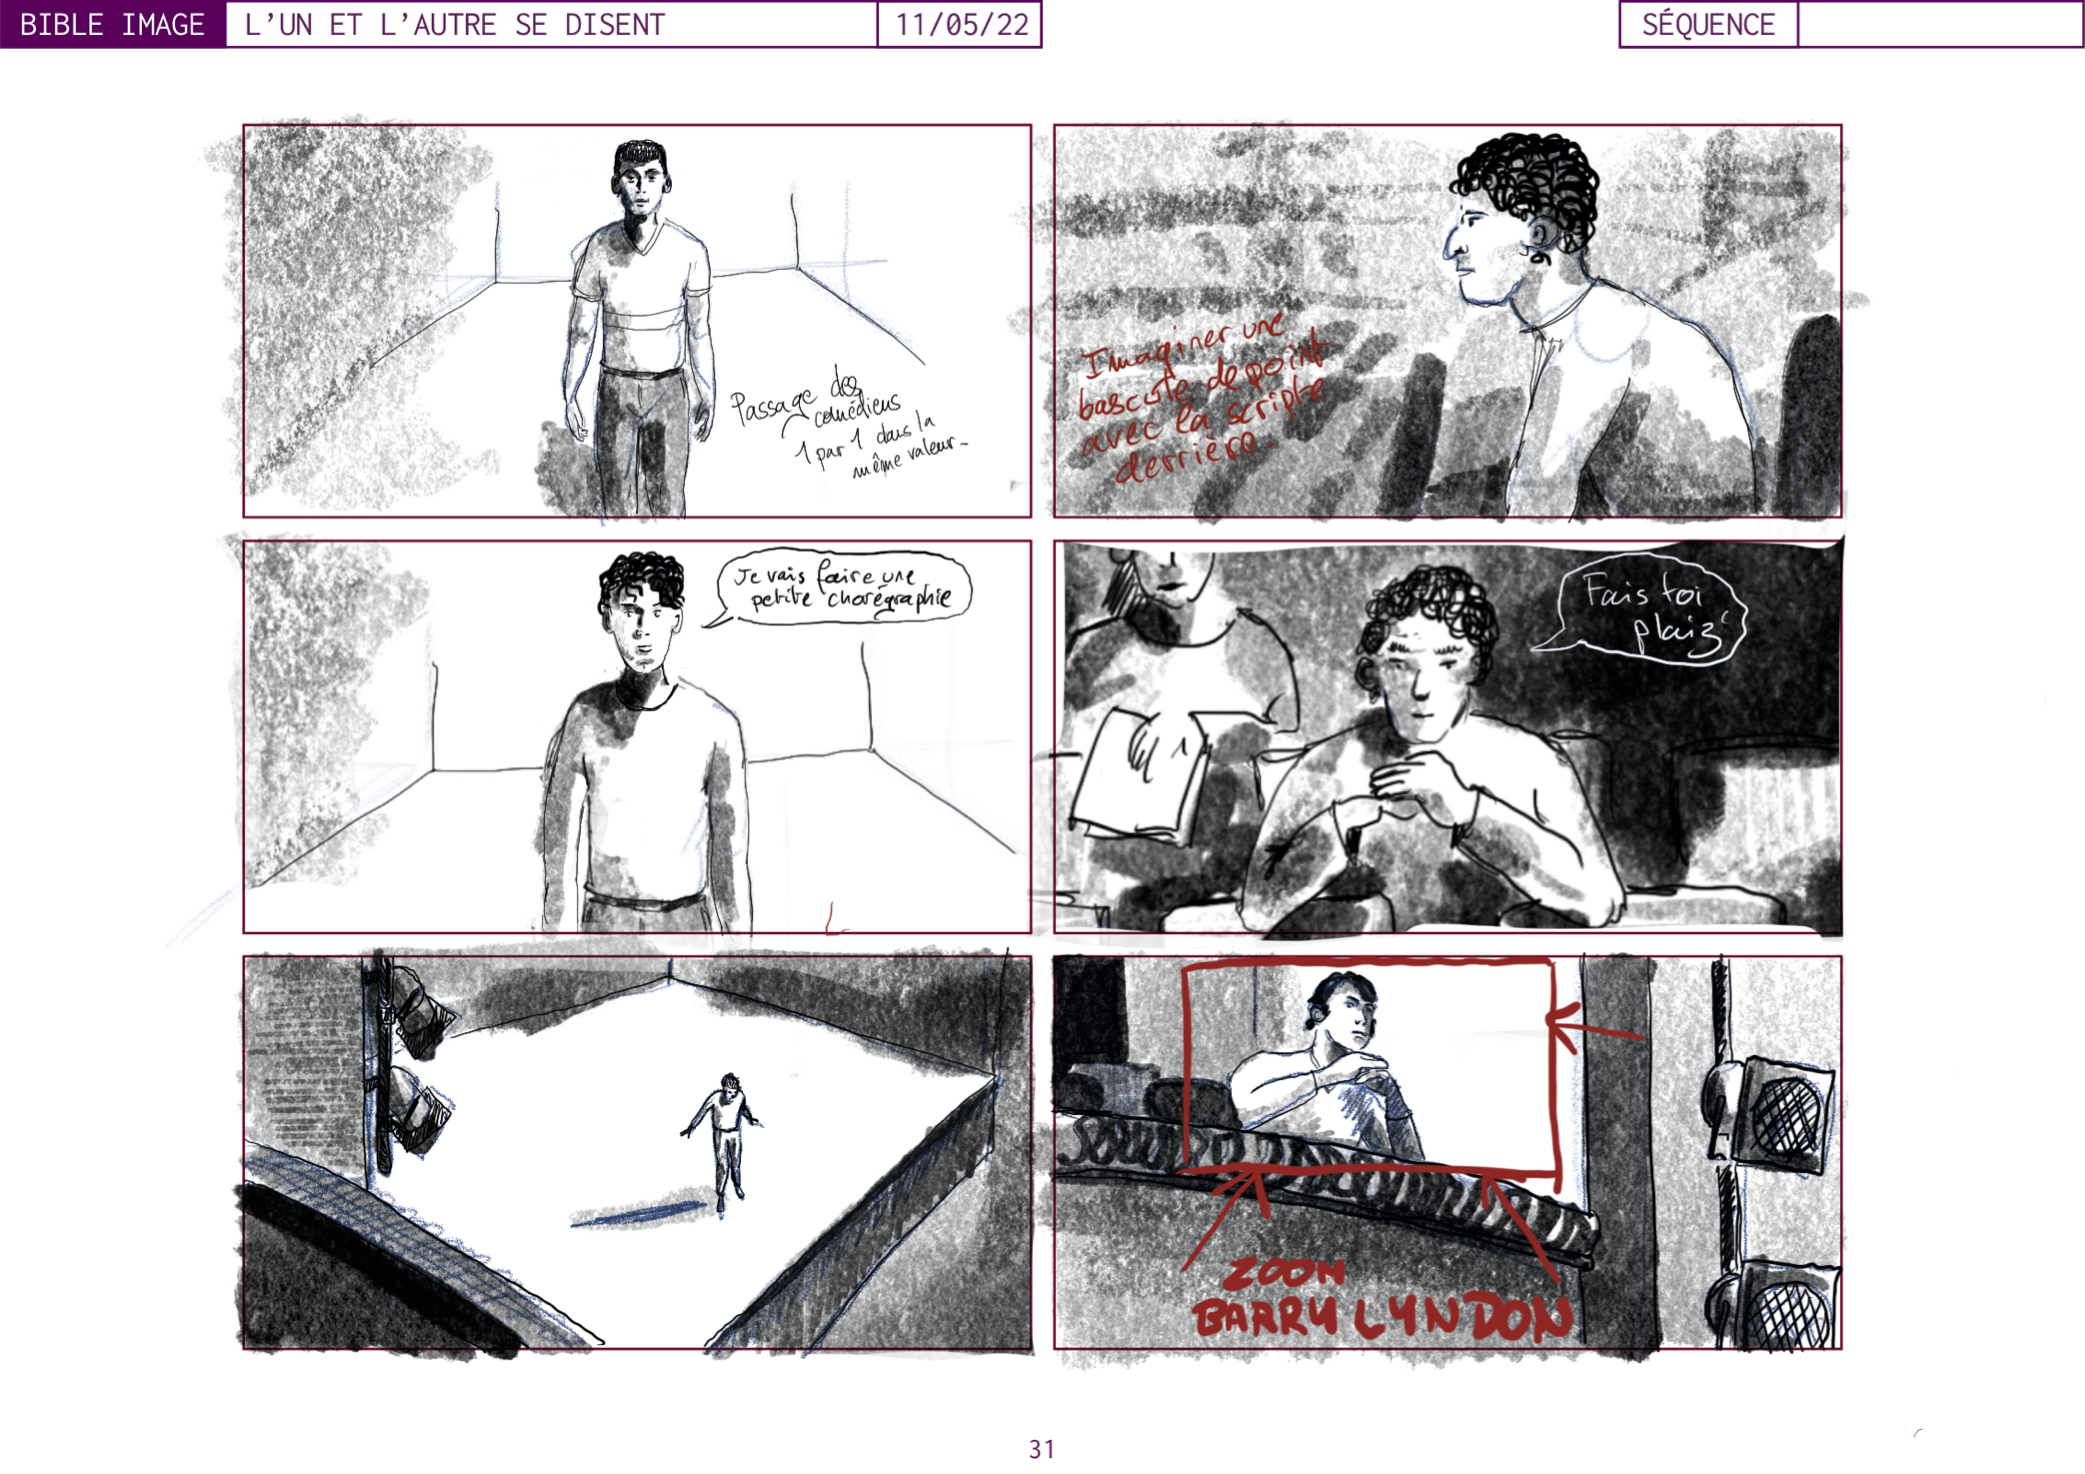 BIBLE IMAGE
L'UN ET L'AUTRE SE DISENT
11/05/22
SÉQUENCE
Passage des
comédiens
1 par 1 dans la
même valeur-
Imaginer une
bascule de point
avec la scripte
derrière-
Je vais faire une
petite chorégraphie
Fais toi
plaiz'
ZOOM
BARRY LYNDON
31